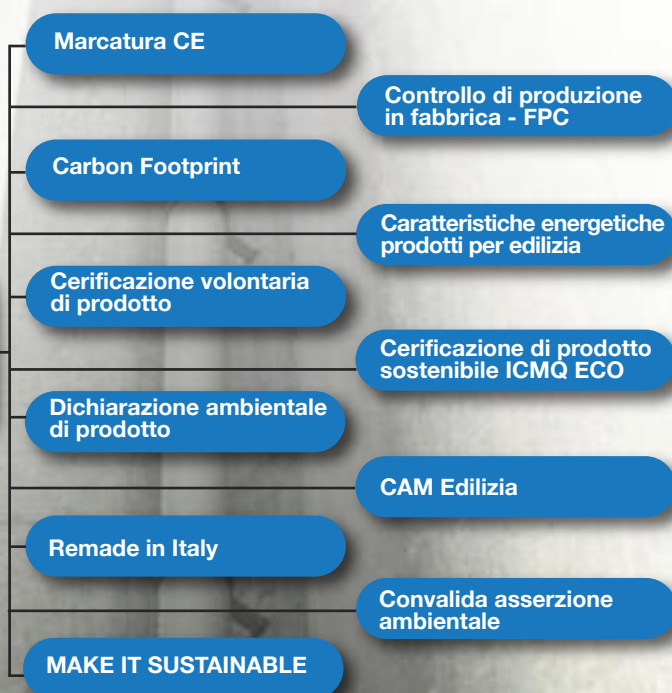 Marcatura CE
Controllo di produzione
in fabbrica - FPC
Carbon Footprint
Caratteristiche energetiche
prodotti per edilizia
Cerificazione volontaria
di prodotto
Cerificazione di prodotto
sostenibile ICMQ ECO
Dichiarazione ambientale
di prodotto
CAM Edilizia
Remade in Italy
Convalida asserzione
ambientale
MAKE IT SUSTAINABLE